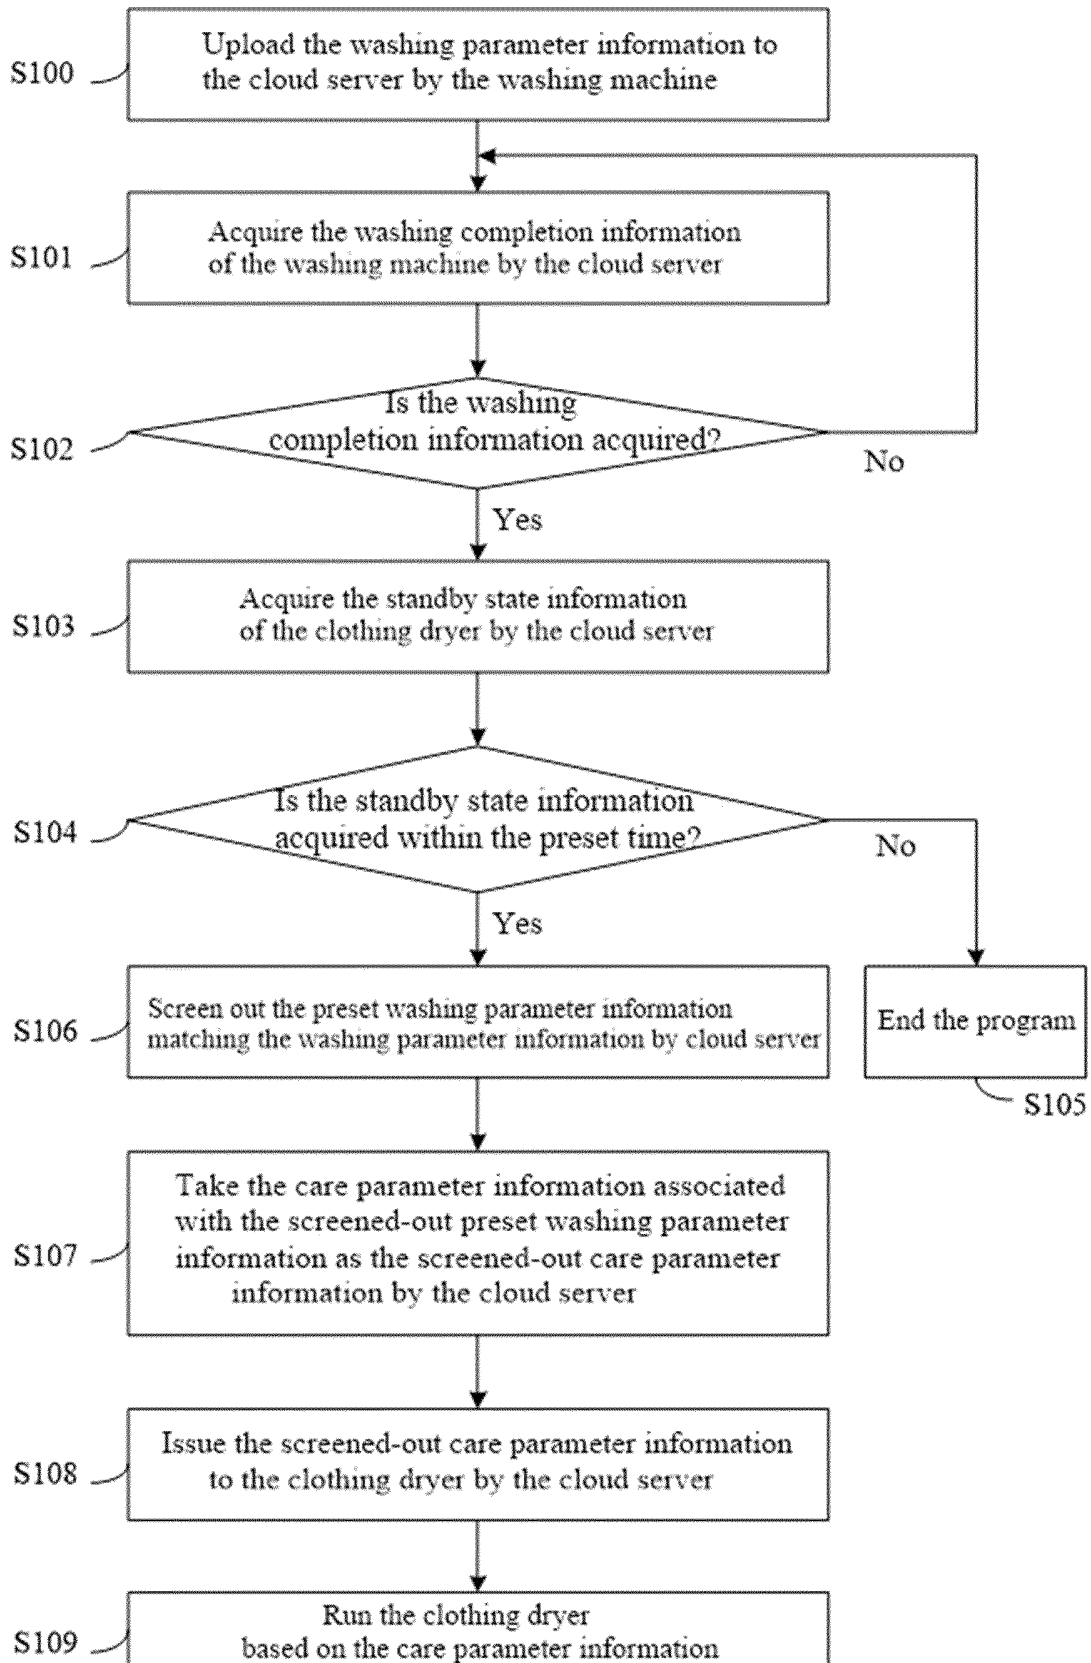 S100
Upload the washing parameter information to
the cloud server by the washing machine
S101
Acquire the washing completion information
of the washing machine by the cloud server
S102
Is the washing
completion information acquired?
No
Yes
S103
Acquire the standby state information
of the clothing dryer by the cloud server
S104
Is the standby state information
acquired within the preset time?
No
Yes
S106
Screen out the preset washing parameter information
matching the washing parameter information by cloud server
End the program
S105
S107
Take the care parameter information associated
with the screened-out preset washing parameter
information as the screened-out care parameter
information by the cloud server
S108
Issue the screened-out care parameter information
to the clothing dryer by the cloud server
S109
Run the clothing dryer
based on the care parameter information